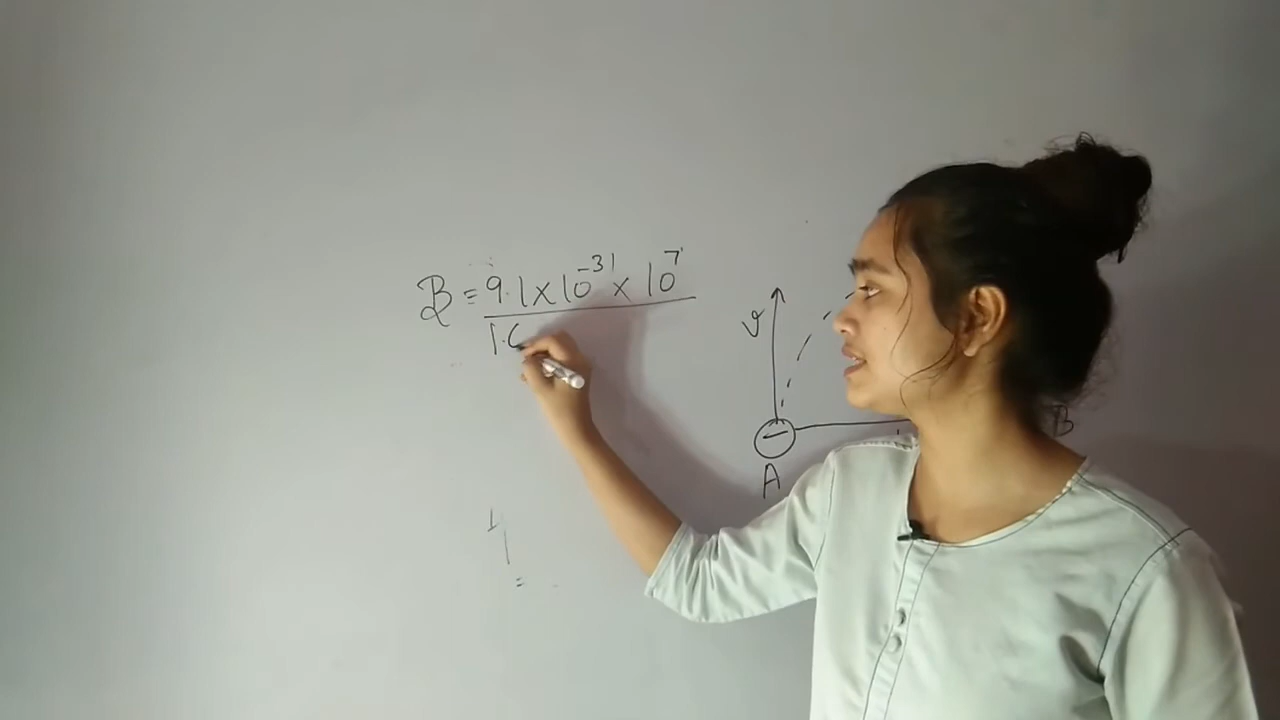 B = 9.1 × 10⁻³¹ × 10⁷
1.6
v
A
B